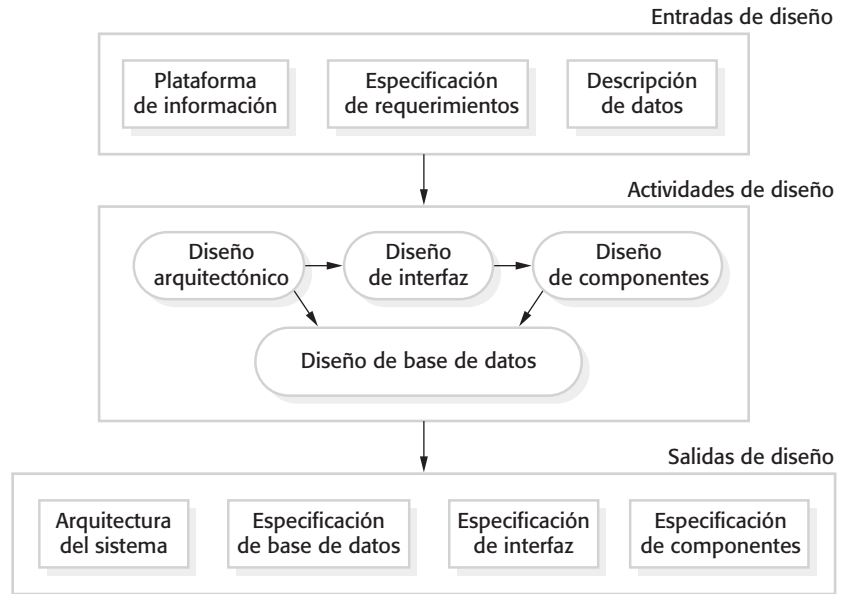 Entradas de diseño
Plataforma
de información
Especificación
de requerimientos
Descripción
de datos
Actividades de diseño
Diseño
arquitectónico
Diseño
de interfaz
Diseño
de componentes
Diseño de base de datos
Salidas de diseño
Arquitectura
del sistema
Especificación
de base de datos
Especificación
de interfaz
Especificación
de componentes